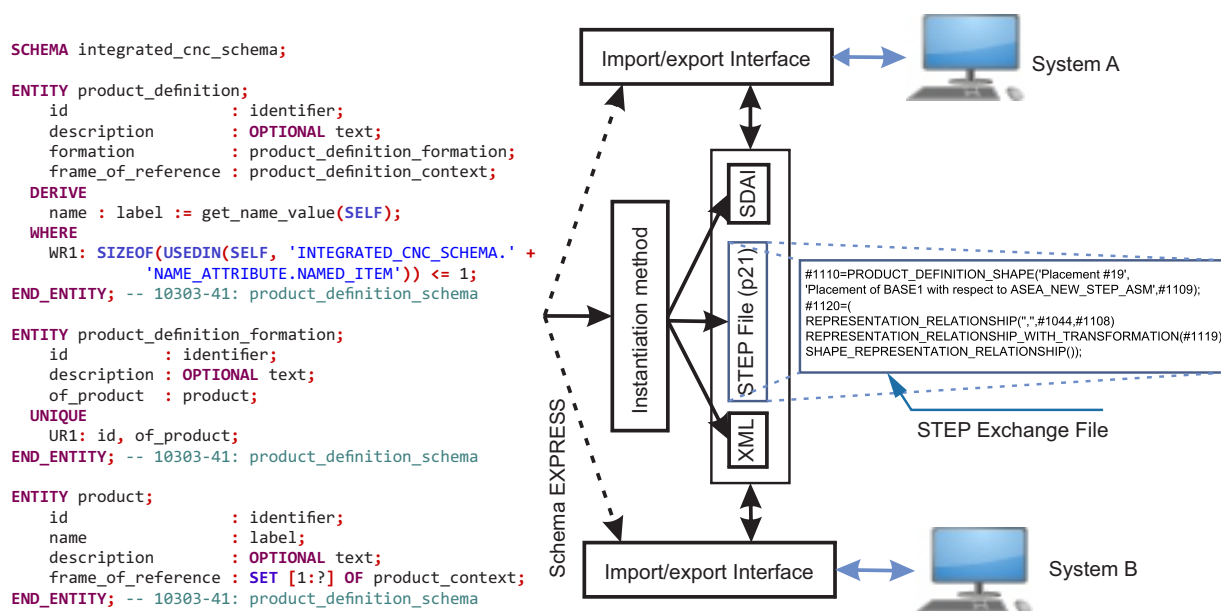 SCHEMA integrated_cnc_schema;
ENTITY product_definition;
id : identifier;
description : OPTIONAL text;
formation : product_definition_formation;
frame_of_reference : product_definition_context;
DERIVE
name : label := get_name_value(SELF);
WHERE
WR1: SIZEOF(USEDIN(SELF, 'INTEGRATED_CNC_SCHEMA.' +
'NAME_ATTRIBUTE.NAMED_ITEM')) <= 1;
END_ENTITY; -- 10303-41: product_definition_schema
ENTITY product_definition_formation;
id : identifier;
description : OPTIONAL text;
of_product : product;
UNIQUE
UR1: id, of_product;
END_ENTITY; -- 10303-41: product_definition_schema
ENTITY product;
id : identifier;
name : label;
description : OPTIONAL text;
frame_of_reference : SET [1:?] OF product_context;
END_ENTITY; -- 10303-41: product_definition_schema
Import/export Interface
System A
Schema EXPRESS
Instantiation method
SDAI
STEP File (p21)
XML
#1110=PRODUCT_DEFINITION_SHAPE('Placement #19',
'Placement of BASE1 with respect to ASEA_NEW_STEP_ASM',#1109);
#1120=(
REPRESENTATION_RELATIONSHIP('','',#1044,#1108)
REPRESENTATION_RELATIONSHIP_WITH_TRANSFORMATION(#1119)
SHAPE_REPRESENTATION_RELATIONSHIP());
STEP Exchange File
Import/export Interface
System B